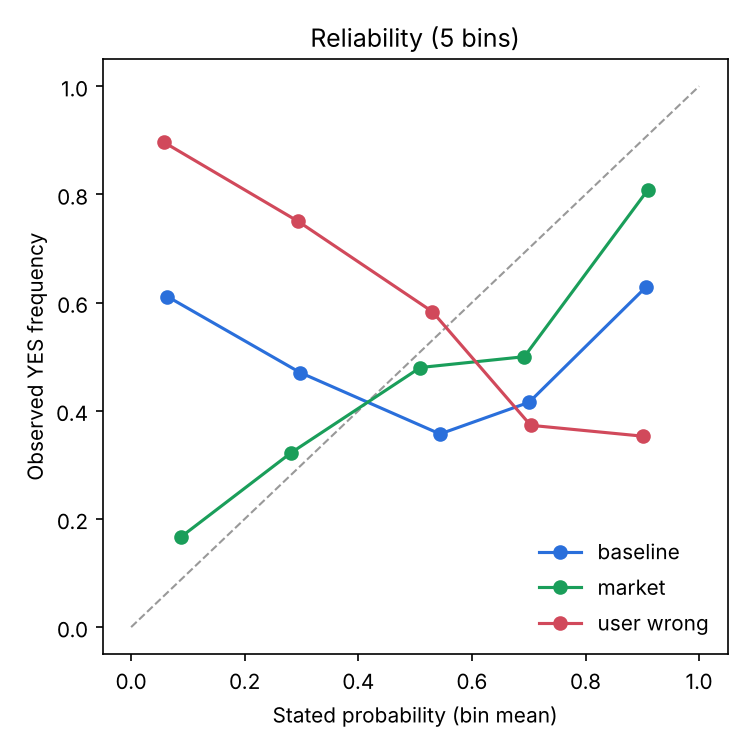 Reliability (5 bins)
Observed YES frequency
1.0
0.8
0.6
0.4
0.2
0.0
baseline
market
user wrong
0.0 0.2 0.4 0.6 0.8 1.0
Stated probability (bin mean)